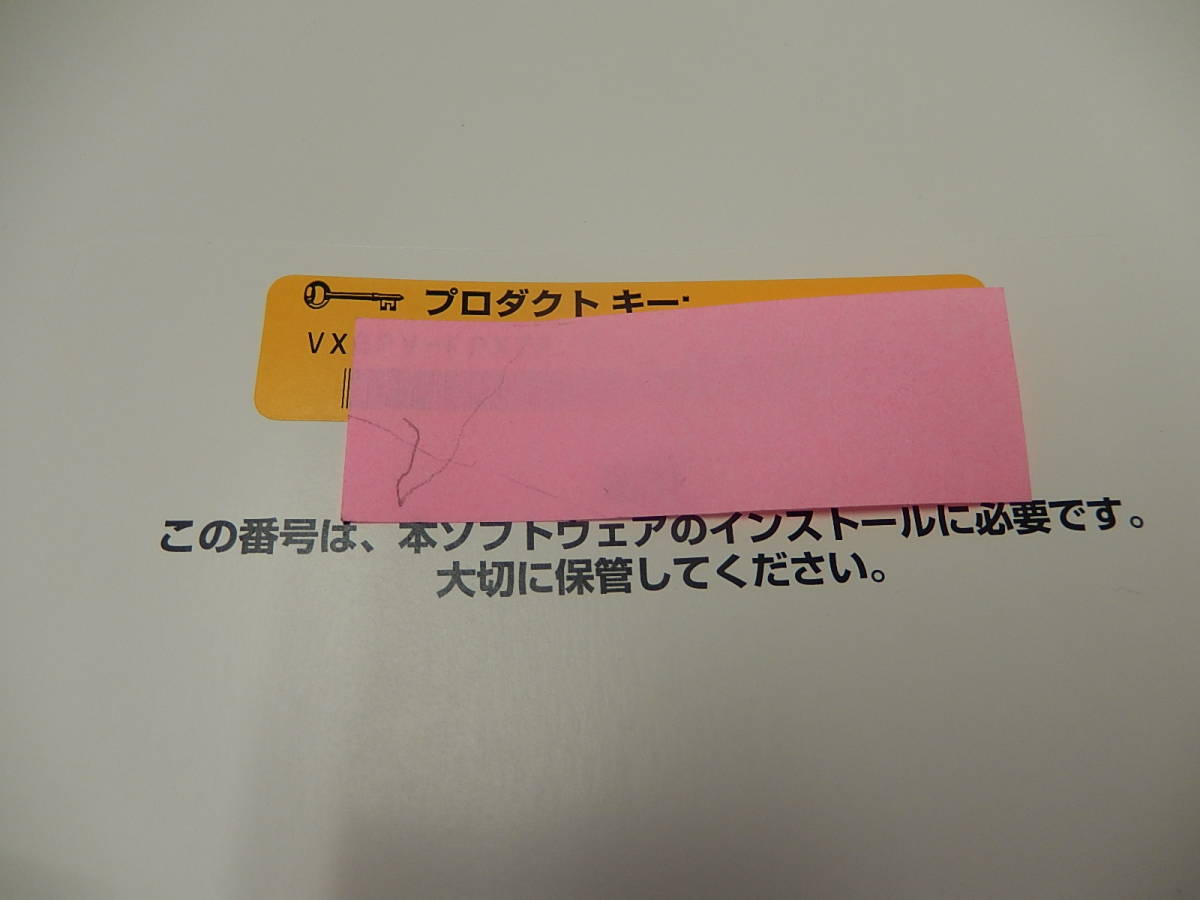 プロダクト キー
VX
この番号は、本ソフトウェアのインストールに必要です。
大切に保管してください。